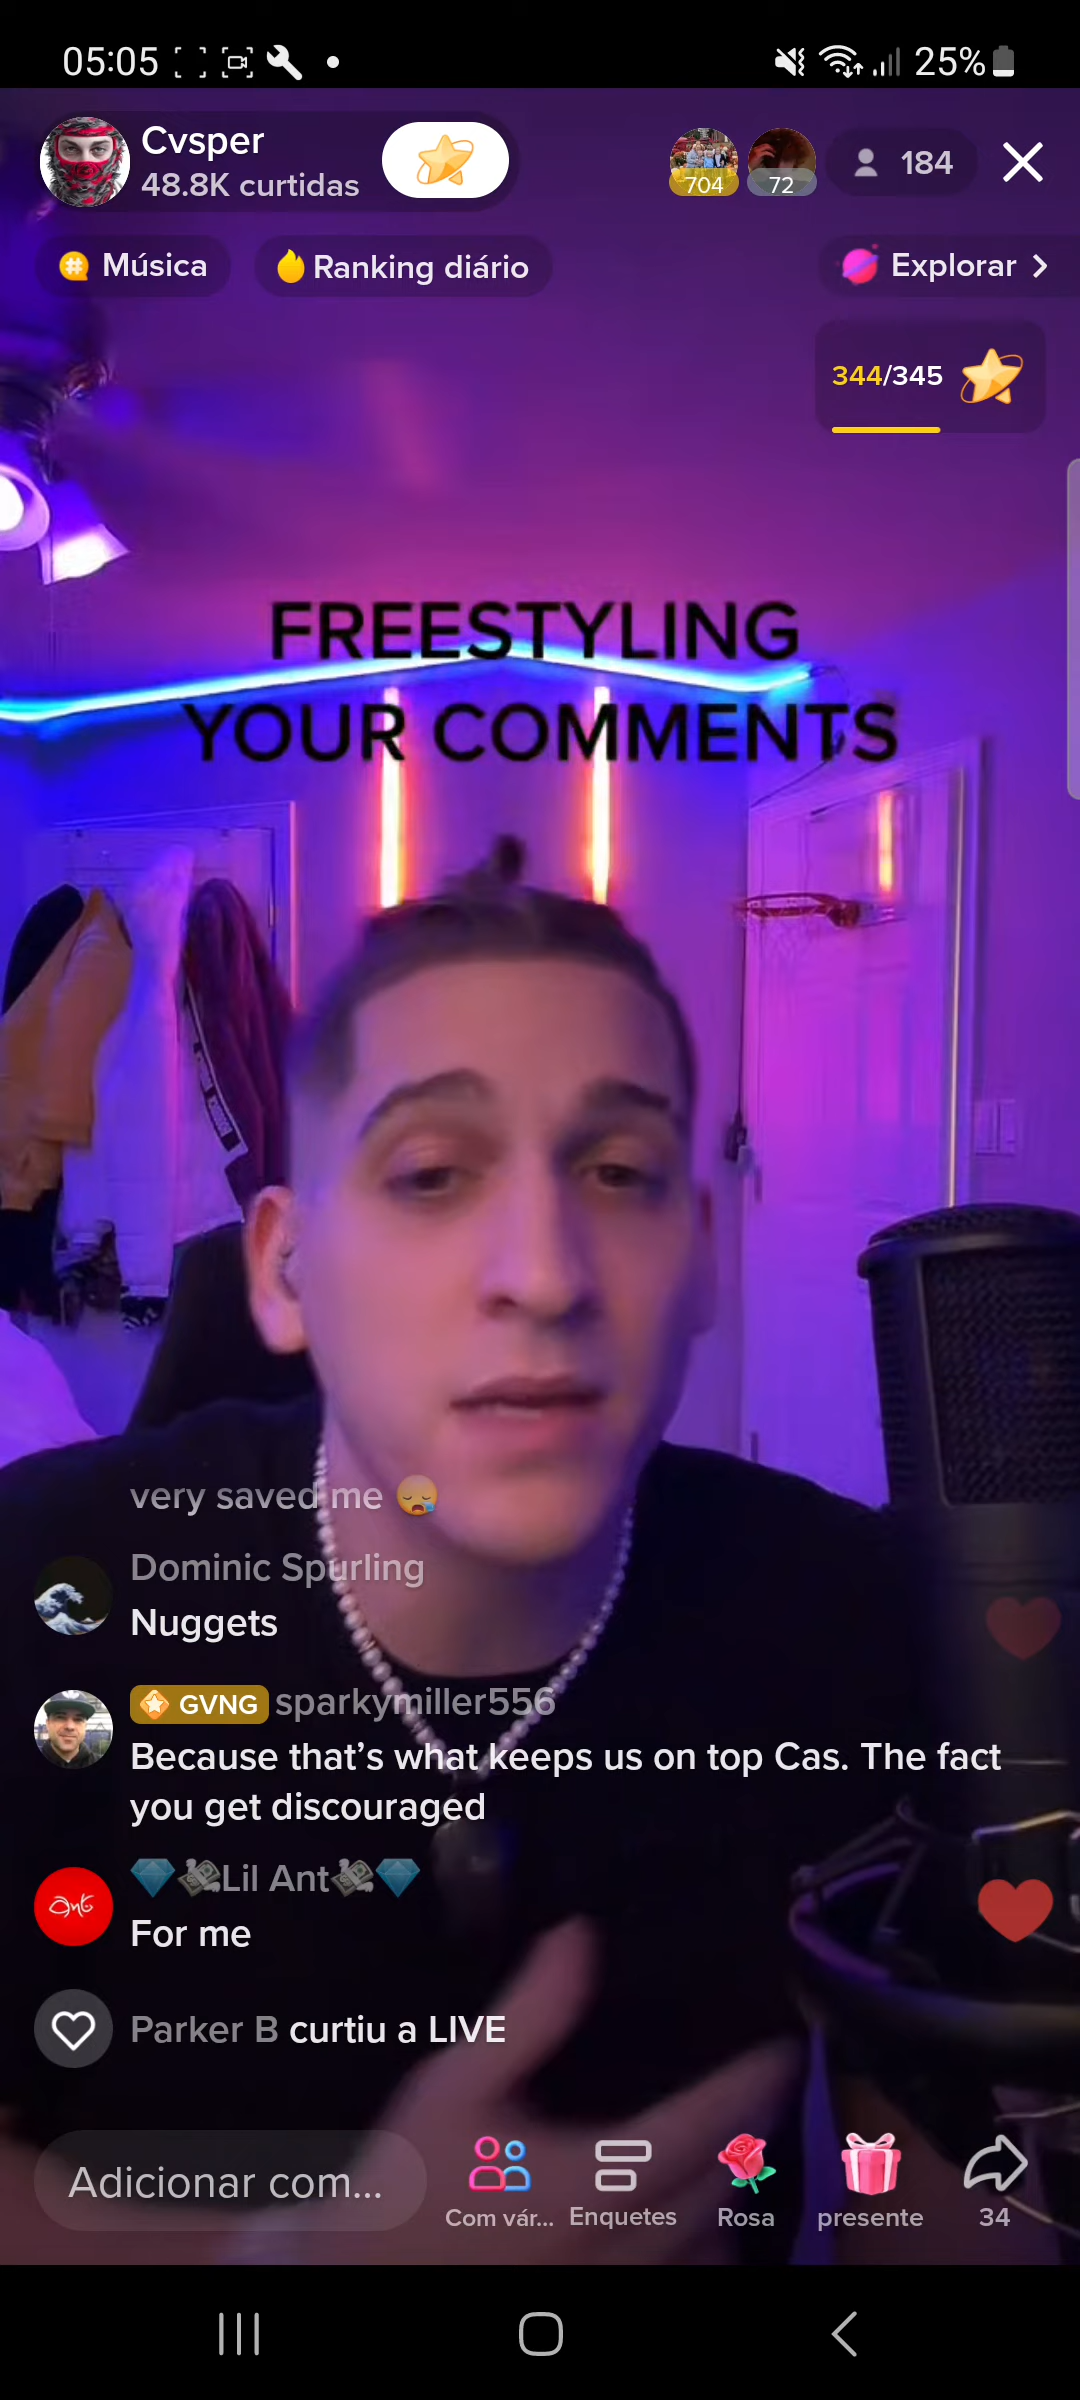 05:05
25%
Cvsper
48.8K curtidas
704
72
184
Música
Ranking diário
Explorar
344/345
FREESTYLING
YOUR COMMENTS
very saved me
Dominic Spurling
Nuggets
GVNG sparkymiller556
Because that’s what keeps us on top Cas. The fact
you get discouraged
Lil Ant
For me
Parker B curtiu a LIVE
Adicionar com...
Com vár...
Enquetes
Rosa
presente
34